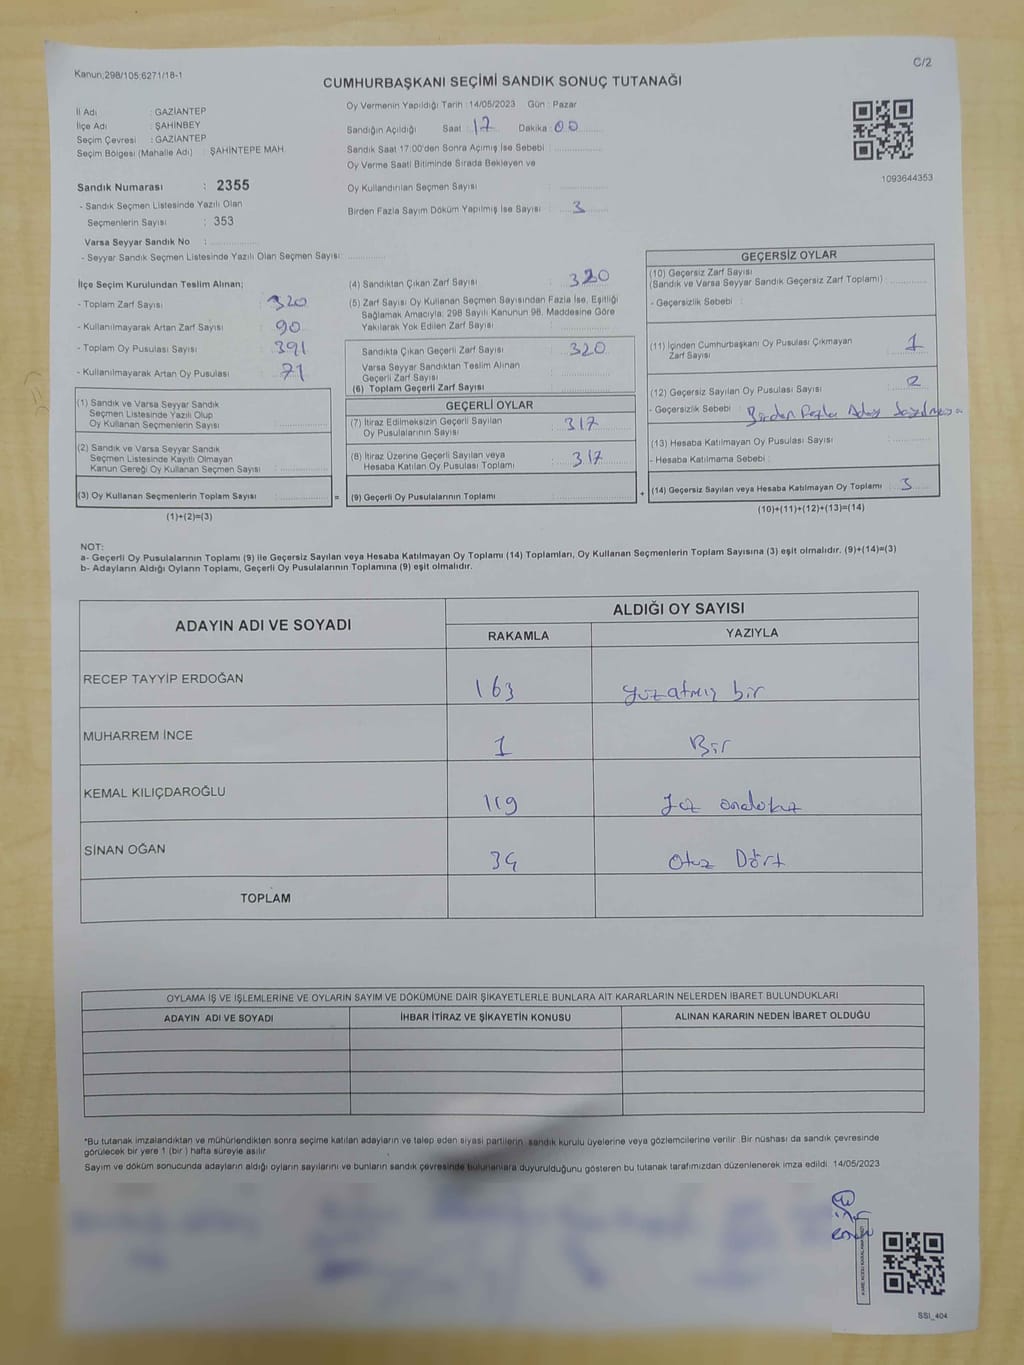 Kanun,298/105:6271/18-1
C/2
CUMHURBAŞKANI SEÇİMİ SANDIK SONUÇ TUTANAĞI
İl Adı : GAZİANTEP
İlçe Adı : ŞAHİNBEY
Seçim Çevresi : GAZİANTEP
Seçim Bölgesi (Mahalle Adı) : ŞAHİNTEPE MAH.
Sandık Numarası : 2355
- Sandık Seçmen Listesinde Yazılı Olan
Seçmenlerin Sayısı : 353
Varsa Seyyar Sandık No :
- Seyyar Sandık Seçmen Listesinde Yazılı Olan Seçmen Sayısı:
Oy Vermenin Yapıldığı Tarih :14/05/2023 Gün : Pazar
Sandığın Açıldığı Saat : 17 Dakika : 00
Sandık Saat 17:00'den Sonra Açımış İse Sebebi :
Oy Verme Saati Bitiminde Sırada Bekleyen ve
Oy Kullandırılan Seçmen Sayısı :
Birden Fazla Sayım Döküm Yapılmış İse Sayısı : 3
1093644353
İlçe Seçim Kurulundan Teslim Alınan;
- Toplam Zarf Sayısı : 320
- Kullanılmayarak Artan Zarf Sayısı : 90
- Toplam Oy Pusulası Sayısı : 391
- Kullanılmayarak Artan Oy Pusulası : 71
(1) Sandık ve Varsa Seyyar Sandık
Seçmen Listesinde Yazılı Olup
Oy Kullanan Seçmenlerin Sayısı :
(2) Sandık ve Varsa Seyyar Sandık
Seçmen Listesinde Kayıtlı Olmayan
Kanun Gereği Oy Kullanan Seçmen Sayısı :
(3) Oy Kullanan Seçmenlerin Toplam Sayısı :
(1)+(2)=(3)
=
(4) Sandıktan Çıkan Zarf Sayısı : 320
(5) Zarf Sayısı Oy Kullanan Seçmen Sayısından Fazla İse, Eşitliği
Sağlamak Amacıyla; 298 Sayılı Kanunun 98. Maddesine Göre
Yakılarak Yok Edilen Zarf Sayısı :
Sandıkta Çıkan Geçerli Zarf Sayısı : 320
Varsa Seyyar Sandıktan Teslim Alınan
Geçerli Zarf Sayısı :
(6) Toplam Geçerli Zarf Sayısı :
GEÇERLİ OYLAR
(7) İtiraz Edilmeksizin Geçerli Sayılan
Oy Pusulalarının Sayısı : 317
(8) İtiraz Üzerine Geçerli Sayılan veya
Hesaba Katılan Oy Pusulası Toplamı : 317
(9) Geçerli Oy Pusulalarının Toplamı :
+
GEÇERSİZ OYLAR
(10) Geçersiz Zarf Sayısı
(Sandık ve Varsa Seyyar Sandık Geçersiz Zarf Toplamı) :
- Geçersizlik Sebebi :
(11) İçinden Cumhurbaşkanı Oy Pusulası Çıkmayan
Zarf Sayısı : 1
(12) Geçersiz Sayılan Oy Pusulası Sayısı : 2
- Geçersizlik Sebebi : Birden Fazla Aday
(13) Hesaba Katılmayan Oy Pusulası Sayısı :
- Hesaba Katılmama Sebebi :
(14) Geçersiz Sayılan veya Hesaba Katılmayan Oy Toplamı : 3
(10)+(11)+(12)+(13)=(14)
NOT:
a- Geçerli Oy Pusulalarının Toplamı (9) ile Geçersiz Sayılan veya Hesaba Katılmayan Oy Toplamı (14) Toplamları, Oy Kullanan Seçmenlerin Toplam Sayısına (3) eşit olmalıdır. (9)+(14)=(3)
b- Adayların Aldığı Oyların Toplamı, Geçerli Oy Pusulalarının Toplamına (9) eşit olmalıdır.
ADAYIN ADI VE SOYADI
ALDIĞI OY SAYISI
RAKAMLA YAZIYLA
RECEP TAYYİP ERDOĞAN 163 yüzatmış bir
MUHARREM İNCE 1 Bir
KEMAL KILIÇDAROĞLU 119 Yüz ondokuz
SİNAN OĞAN 34 Otuz Dört
TOPLAM
OYLAMA İŞ VE İŞLEMLERİNE VE OYLARIN SAYIM VE DÖKÜMÜNE DAİR ŞİKAYETLERLE BUNLARA AİT KARARLARIN NELERDEN İBARET BULUNDUKLARI
ADAYIN ADI VE SOYADI İHBAR İTİRAZ VE ŞİKAYETİN KONUSU ALINAN KARARIN NEDEN İBARET OLDUĞU
*Bu tutanak imzalandıktan ve mühürlendikten sonra seçime katılan adayların ve talep eden siyasi partilerin sandık kurulu üyelerine veya gözlemcilerine verilir. Bir nüshası da sandık çevresinde
görülecek bir yere 1 (bir ) hafta süreyle asılır.
Sayım ve döküm sonucunda adayların aldığı oyların sayılarını ve bunların sandık çevresinde bulunanlara duyurulduğunu gösteren bu tutanak tarafımızdan düzenlenerek imza edildi. 14/05/2023
SSİ_404